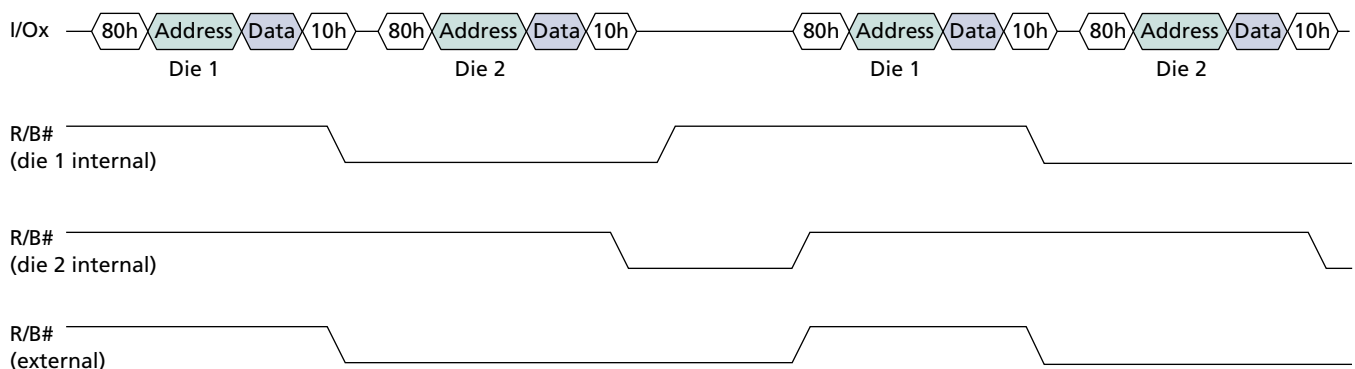 I/Ox 80h Address Data 10h 80h Address Data 10h 80h Address Data 10h 80h Address Data 10h
Die 1 Die 2 Die 1 Die 2
R/B#
(die 1 internal)
R/B#
(die 2 internal)
R/B#
(external)